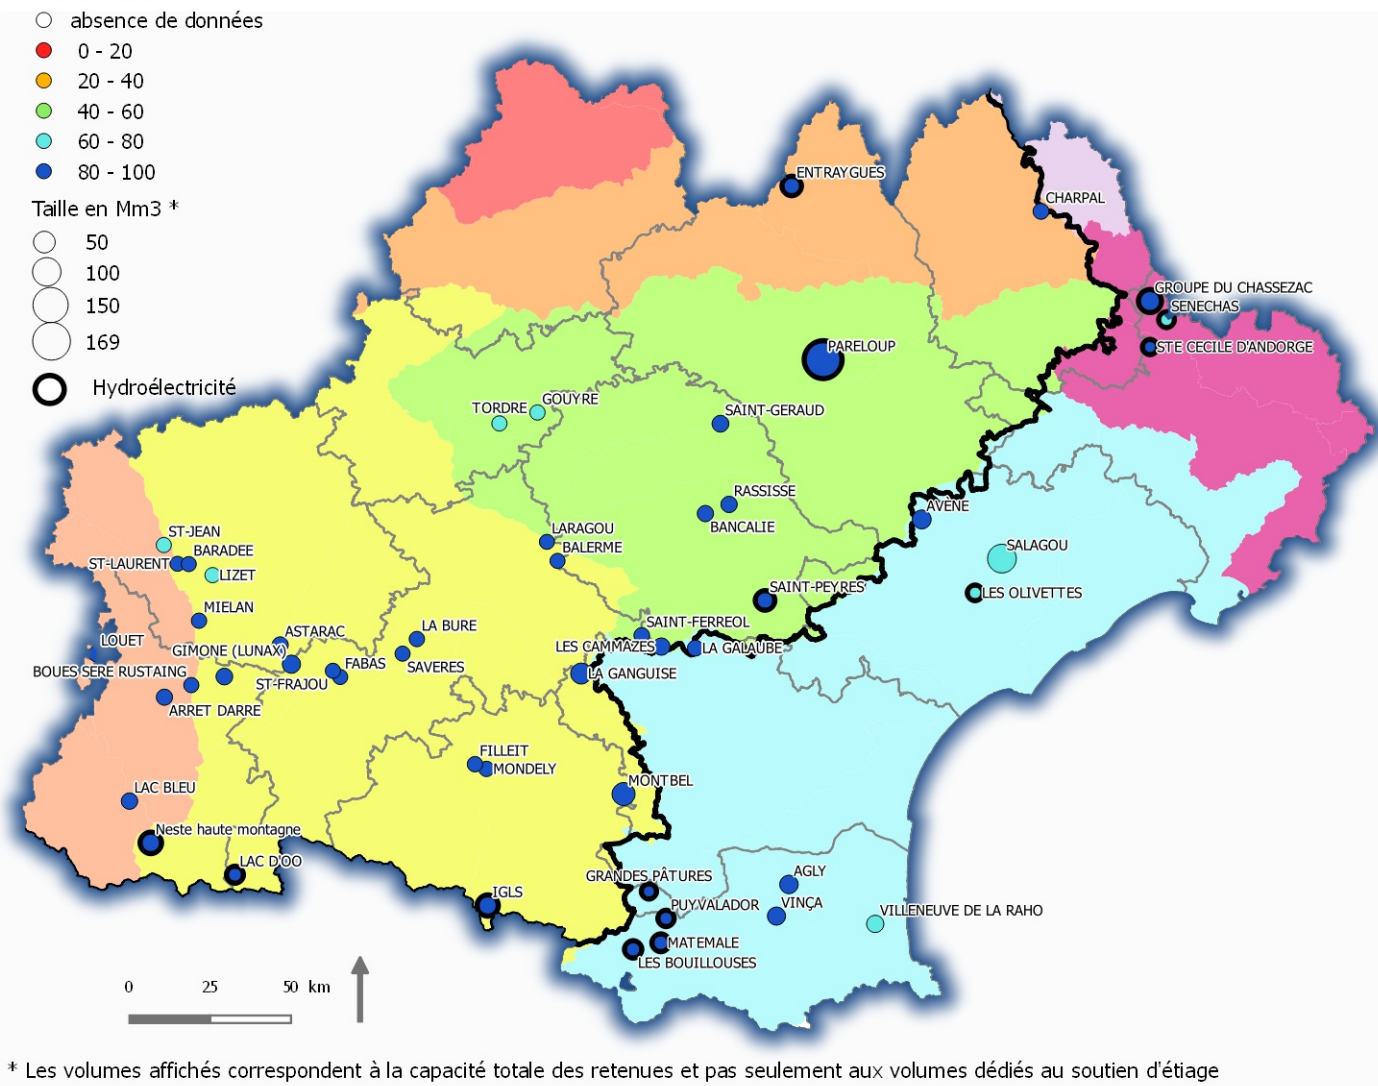 absence de données
0 - 20
20 - 40
40 - 60
60 - 80
80 - 100
Taille en Mm3 *
50
100
150
169
Hydroélectricité
ENTRAYGUES
CHARPAL
GROUPE DU CHASSEZAC
SENECHAS
STE CECILE D'ANDORGE
PARELOUP
GOUYRE
TORDRE
SAINT-GERAUD
RASSISSE
BANCALIE
AVÈNE
LARAGOU
BALERME
ST-JEAN
BARADEE
ST-LAURENT
LIZET
SALAGOU
LES OLIVETTES
SAINT-PEYRES
MIELAN
SAINT-FERREOL
LA BURE
ASTARAC
LOUET
GIMONE (LUNAX)
LES CAMMAZES
LA GALAUBE
FABAS
SAVERES
BOUES SERE RUSTAING
ST-FRAJOU
LA GANGUISE
ARRET DARRE
FILLEIT
MONDELY
MONTBEL
LAC BLEU
Neste haute montagne
LAC D'OO
GRANDES PÂTURES
AGLY
IGLS
PUYVALADOR
VINÇA
VILLENEUVE DE LA RAHO
MATEMALE
LES BOUILLOUSES
0 25 50 km
* Les volumes affichés correspondent à la capacité totale des retenues et pas seulement aux volumes dédiés au soutien d'étiage